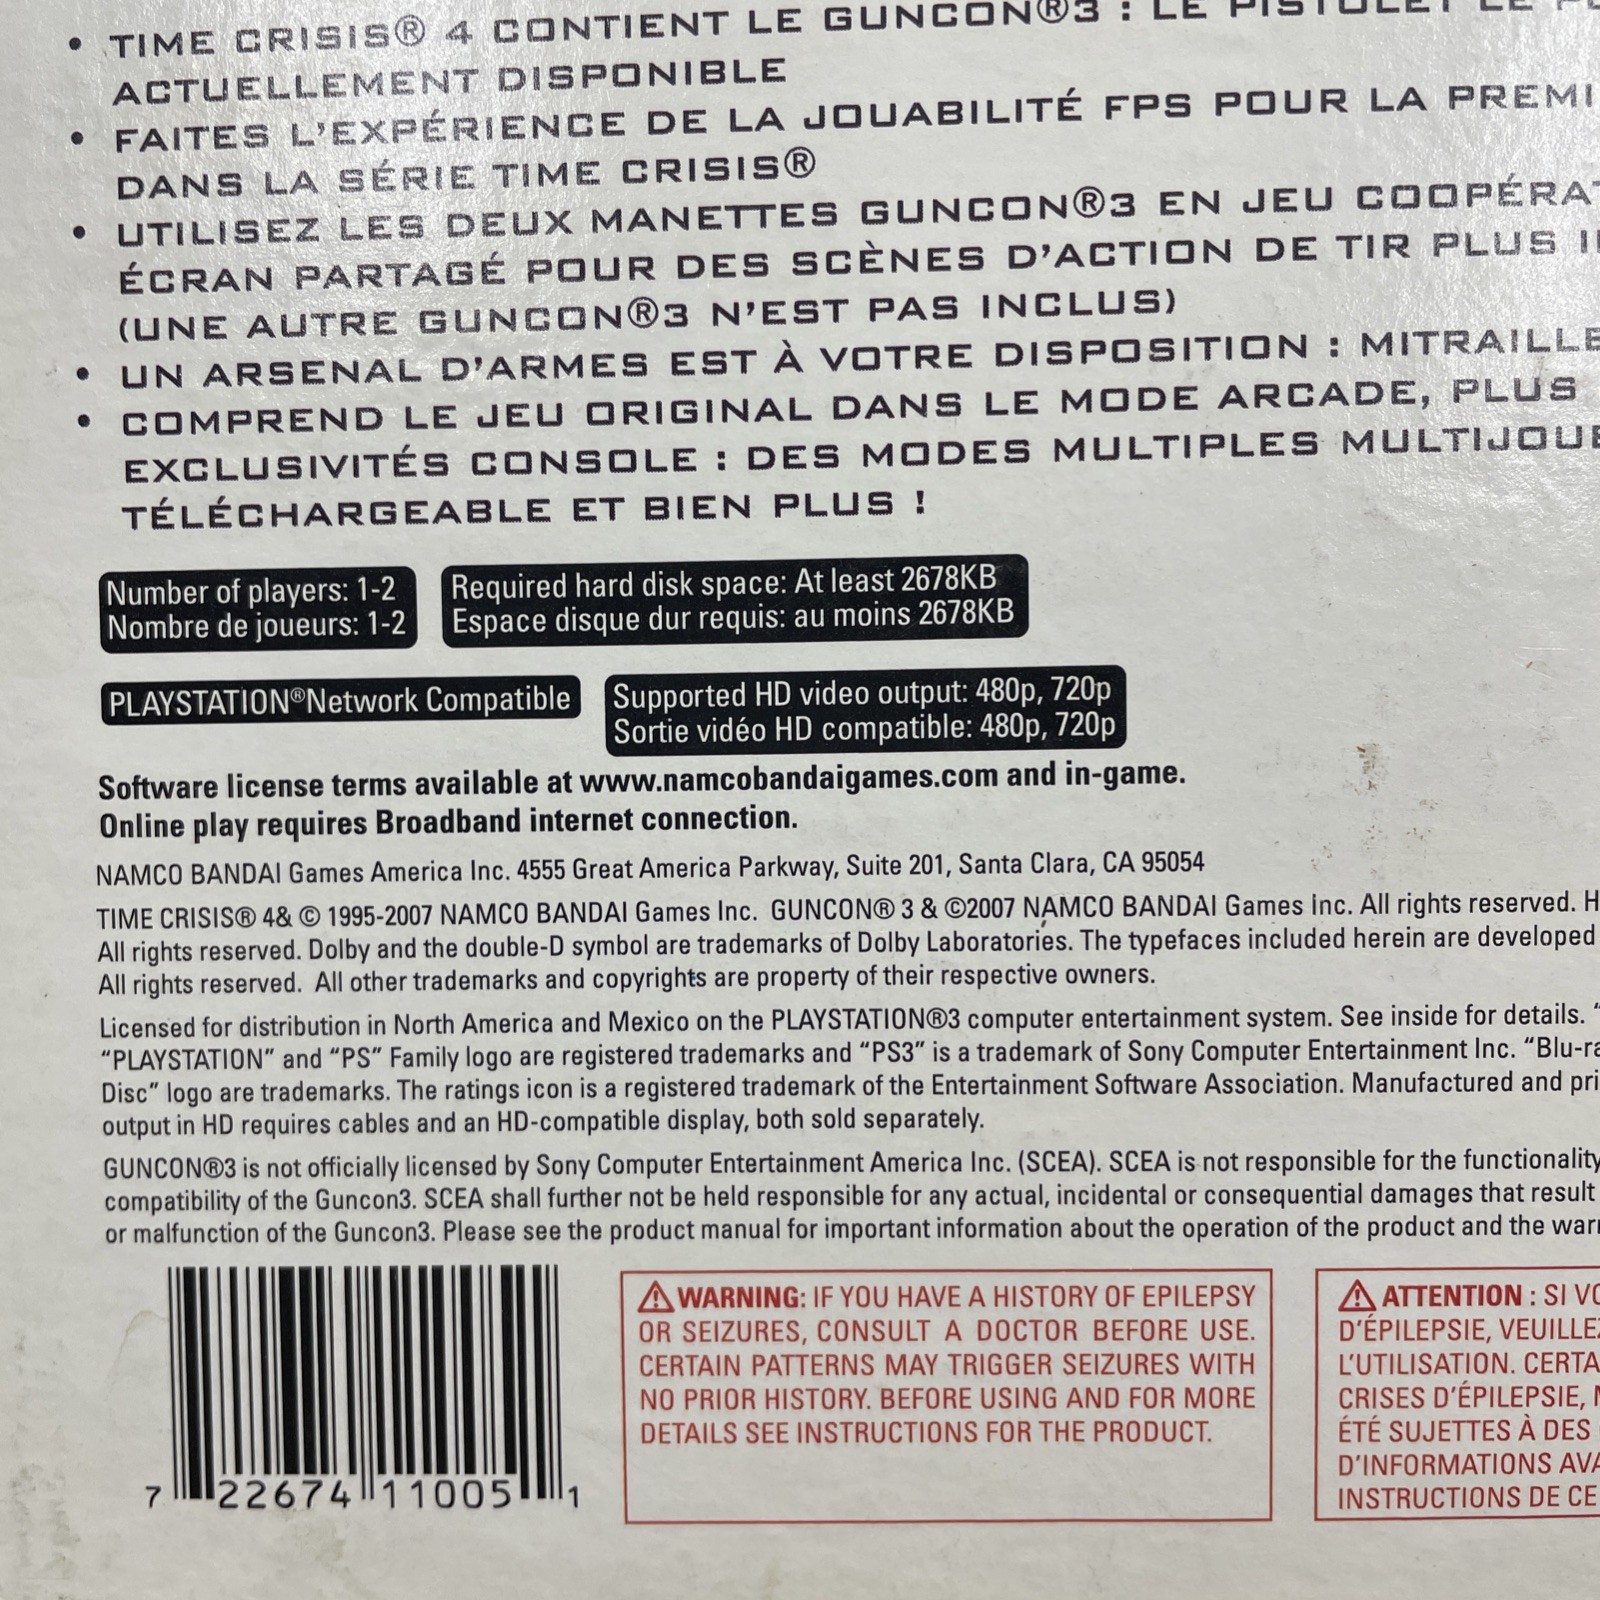 • TIME CRISIS® 4 CONTIENT LE GUNCON®3 : LE PISTOLET LE
ACTUELLEMENT DISPONIBLE
• FAITES L'EXPÉRIENCE DE LA JOUABILITÉ FPS POUR LA PREMI
DANS LA SÉRIE TIME CRISIS®
• UTILISEZ LES DEUX MANETTES GUNCON®3 EN JEU COOPÉRA
ÉCRAN PARTAGÉ POUR DES SCÈNES D'ACTION DE TIR PLUS
(UNE AUTRE GUNCON®3 N'EST PAS INCLUS)
• UN ARSENAL D'ARMES EST À VOTRE DISPOSITION : MITRAILLE
• COMPREND LE JEU ORIGINAL DANS LE MODE ARCADE, PLUS
EXCLUSIVITÉS CONSOLE : DES MODES MULTIPLES MULTIJOUE
TÉLÉCHARGEABLE ET BIEN PLUS !
Number of players: 1-2
Nombre de joueurs: 1-2
Required hard disk space: At least 2678KB
Espace disque dur requis: au moins 2678KB
PLAYSTATION®Network Compatible
Supported HD video output: 480p, 720p
Sortie vidéo HD compatible: 480p, 720p
Software license terms available at www.namcobandaigames.com and in-game.
Online play requires Broadband internet connection.
NAMCO BANDAI Games America Inc. 4555 Great America Parkway, Suite 201, Santa Clara, CA 95054
TIME CRISIS® 4& © 1995-2007 NAMCO BANDAI Games Inc. GUNCON® 3 & ©2007 NAMCO BANDAI Games Inc. All rights reserved. H
All rights reserved. Dolby and the double-D symbol are trademarks of Dolby Laboratories. The typefaces included herein are developed
All rights reserved. All other trademarks and copyrights are property of their respective owners.
Licensed for distribution in North America and Mexico on the PLAYSTATION®3 computer entertainment system. See inside for details. "
"PLAYSTATION" and "PS" Family logo are registered trademarks and "PS3" is a trademark of Sony Computer Entertainment Inc. "Blu-ra
Disc" logo are trademarks. The ratings icon is a registered trademark of the Entertainment Software Association. Manufactured and pri
output in HD requires cables and an HD-compatible display, both sold separately.
GUNCON®3 is not officially licensed by Sony Computer Entertainment America Inc. (SCEA). SCEA is not responsible for the functionality
compatibility of the Guncon3. SCEA shall further not be held responsible for any actual, incidental or consequential damages that result
or malfunction of the Guncon3. Please see the product manual for important information about the operation of the product and the warr
7 22674 11005 1
WARNING: IF YOU HAVE A HISTORY OF EPILEPSY
OR SEIZURES, CONSULT A DOCTOR BEFORE USE.
CERTAIN PATTERNS MAY TRIGGER SEIZURES WITH
NO PRIOR HISTORY. BEFORE USING AND FOR MORE
DETAILS SEE INSTRUCTIONS FOR THE PRODUCT.
ATTENTION : SI VO
D'ÉPILEPSIE, VEUILLEZ
L'UTILISATION. CERTA
CRISES D'ÉPILEPSIE,
ÉTÉ SUJETTES À DES
D'INFORMATIONS AVA
INSTRUCTIONS DE CE